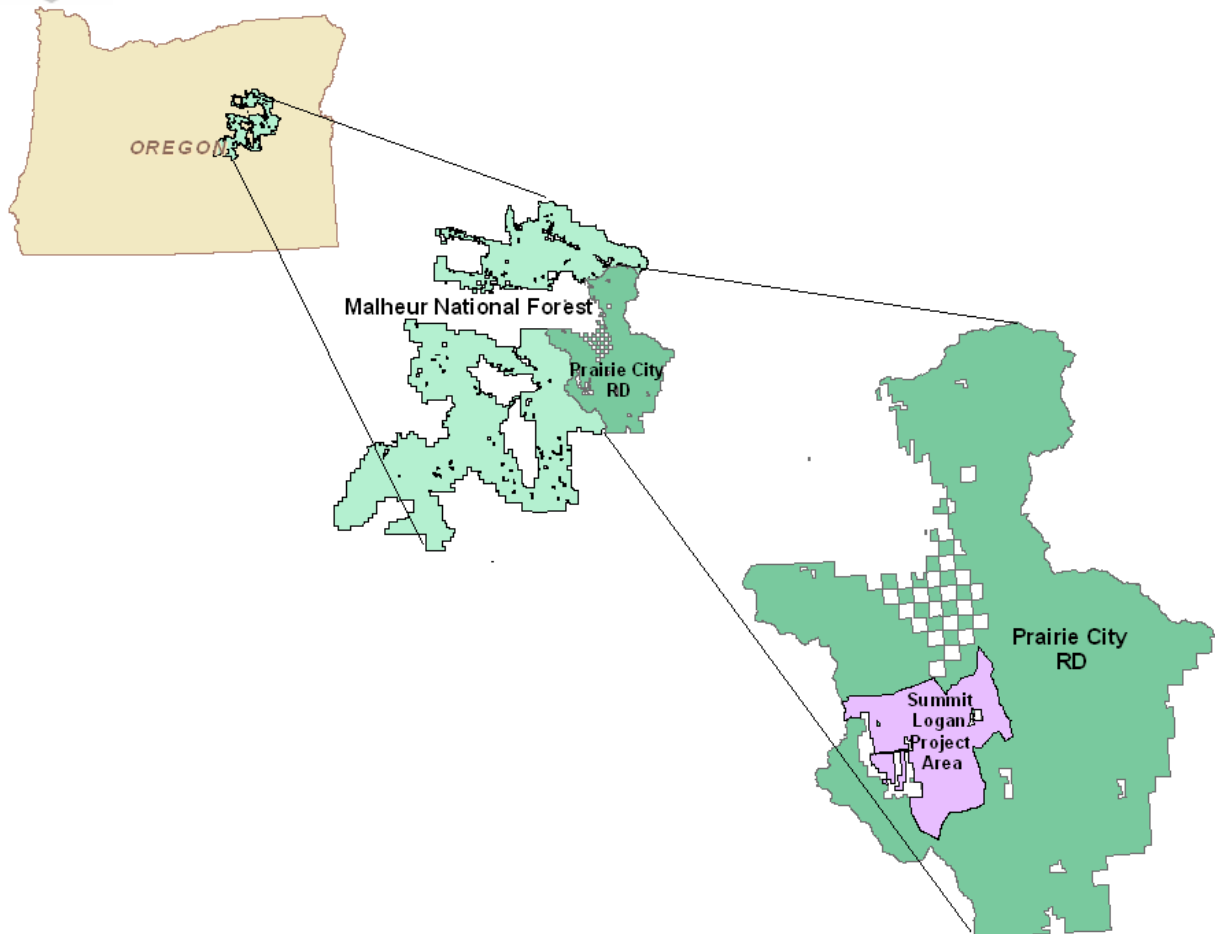 OREGON
Malheur National Forest
Prairie City
RD
Prairie City
RD
Summit
Logan
Project
Area